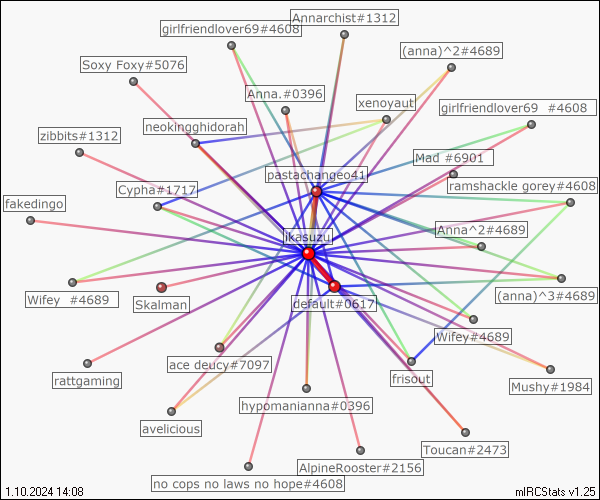 Annarchist#1312
girlfriendlover69#4608
(anna)^2#4689
Soxy Foxy#5076
Anna.#0396
xenoyaut
girlfriendlover69 #4608
neokingghidorah
zibbits#1312
Mad #6901
pastachangeo41
Cypha#1717
ramshackle gorey#4608
fakedingo
Anna^2#4689
ikasuzu
Wifey #4689
Skalman
default#0617
(anna)^3#4689
Wifey#4689
ace deucy#7097
rattgaming
frisout
Mushy#1984
hypomanianna#0396
avelicious
Toucan#2473
AlpineRooster#2156
no cops no laws no hope#4608
1.10.2024 14:08
mIRCStats v1.25